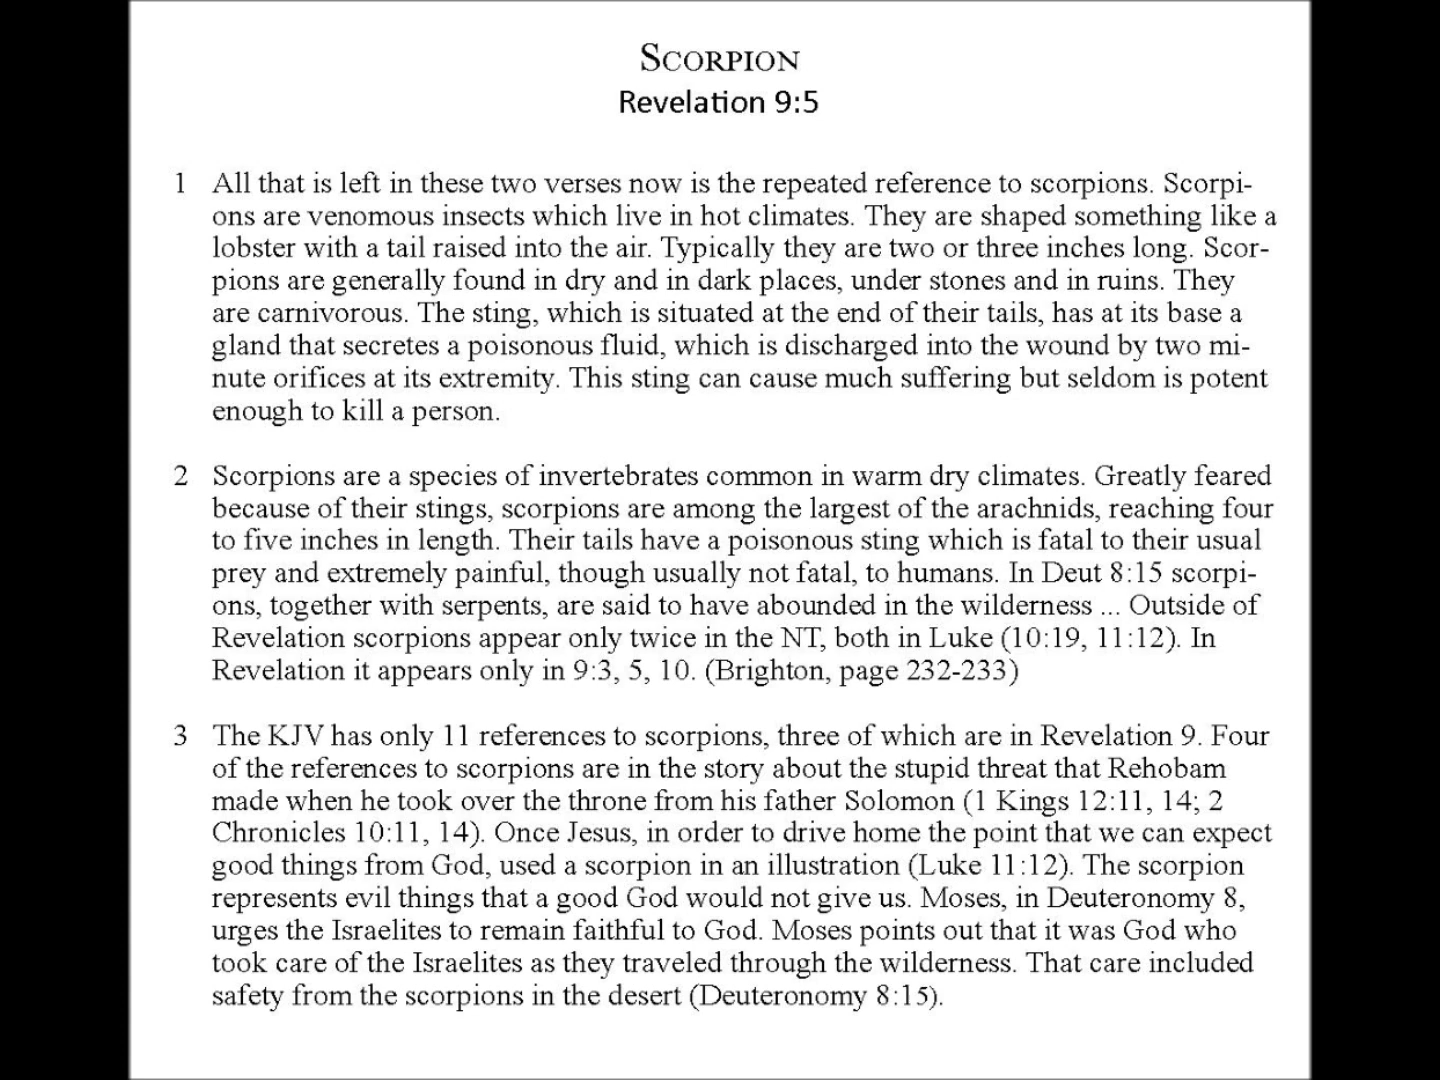 SCORPION
Revelation 9:5
1 All that is left in these two verses now is the repeated reference to scorpions. Scorpi-
ons are venomous insects which live in hot climates. They are shaped something like a
lobster with a tail raised into the air. Typically they are two or three inches long. Scor-
pions are generally found in dry and in dark places, under stones and in ruins. They
are carnivorous. The sting, which is situated at the end of their tails, has at its base a
gland that secretes a poisonous fluid, which is discharged into the wound by two mi-
nute orifices at its extremity. This sting can cause much suffering but seldom is potent
enough to kill a person.
2 Scorpions are a species of invertebrates common in warm dry climates. Greatly feared
because of their stings, scorpions are among the largest of the arachnids, reaching four
to five inches in length. Their tails have a poisonous sting which is fatal to their usual
prey and extremely painful, though usually not fatal, to humans. In Deut 8:15 scorpi-
ons, together with serpents, are said to have abounded in the wilderness ... Outside of
Revelation scorpions appear only twice in the NT, both in Luke (10:19, 11:12). In
Revelation it appears only in 9:3, 5, 10. (Brighton, page 232-233)
3 The KJV has only 11 references to scorpions, three of which are in Revelation 9. Four
of the references to scorpions are in the story about the stupid threat that Rehobam
made when he took over the throne from his father Solomon (1 Kings 12:11, 14; 2
Chronicles 10:11, 14). Once Jesus, in order to drive home the point that we can expect
good things from God, used a scorpion in an illustration (Luke 11:12). The scorpion
represents evil things that a good God would not give us. Moses, in Deuteronomy 8,
urges the Israelites to remain faithful to God. Moses points out that it was God who
took care of the Israelites as they traveled through the wilderness. That care included
safety from the scorpions in the desert (Deuteronomy 8:15).